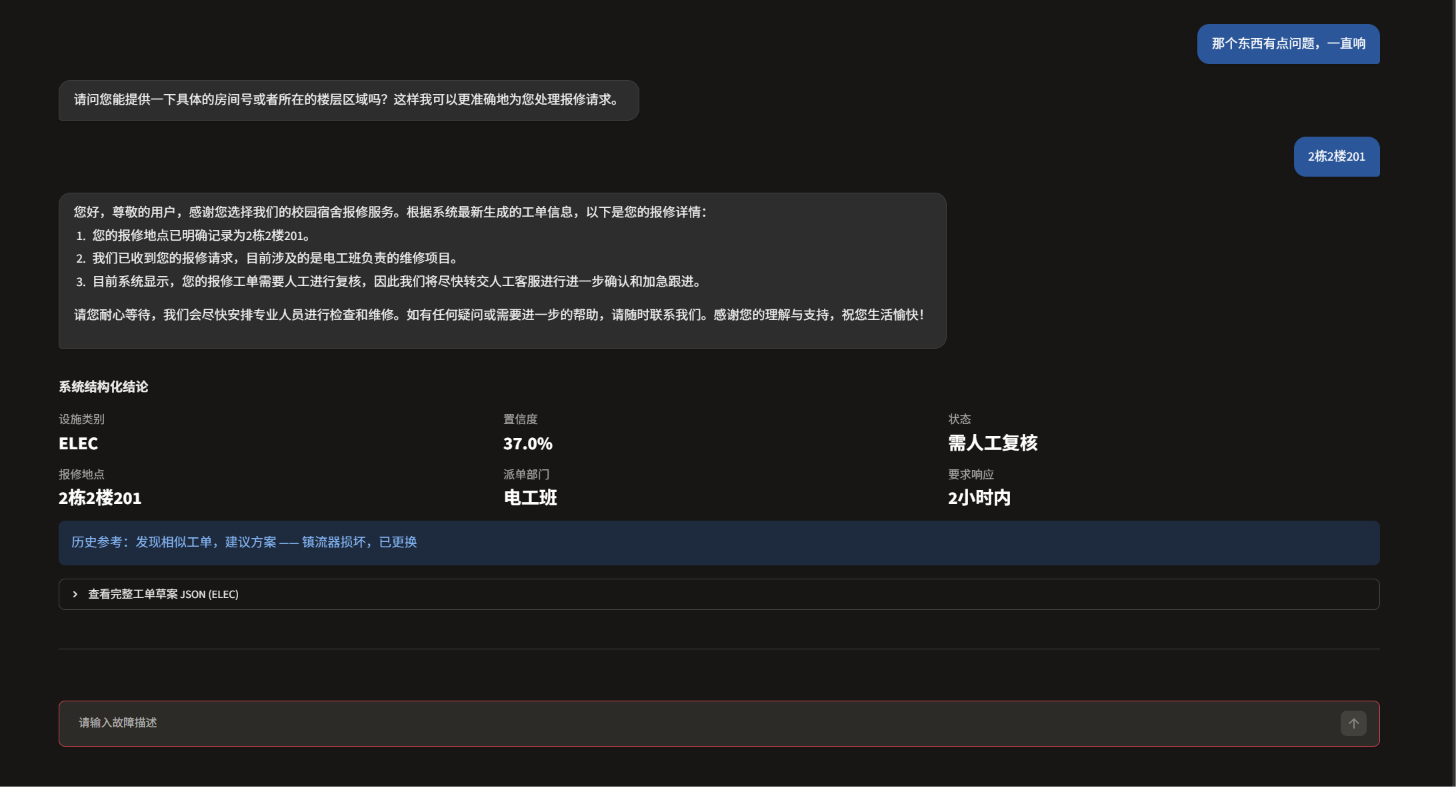 那个东西有点问题，一直响
请问您能提供一下具体的房间号或者所在的楼层区域吗？这样我可以更准确地为您处理报修请求。
2栋2楼201
您好，尊敬的用户，感谢您选择我们的校园宿舍报修服务。根据系统最新生成的工单信息，以下是您的报修详情：
1. 您的报修地点已明确记录为2栋2楼201。
2. 我们已收到您的报修请求，目前涉及的是电工班负责的维修项目。
3. 目前系统显示，您的报修工单需要人工进行复核，因此我们将尽快转交人工客服进行进一步确认和加急跟进。
请您耐心等待，我们会尽快安排专业人员进行检查和维修。如有任何疑问或需要进一步的帮助，请随时联系我们。感谢您的理解与支持，祝您生活愉快！
系统结构化结论
设施类别 置信度 状态
ELEC 37.0% 需人工复核
报修地点 派单部门 要求响应
2栋2楼201 电工班 2小时内
历史参考：发现相似工单，建议方案 —— 镇流器损坏，已更换
查看完整工单草案 JSON (ELEC)
请输入故障描述